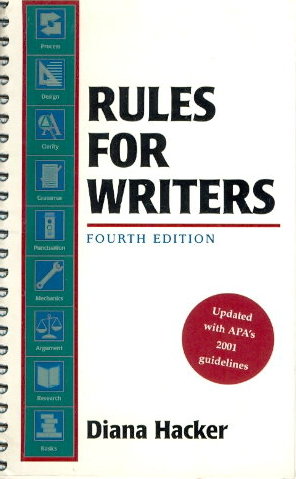 Process
Design
Clarity
Grammar
Punctuation
Mechanics
Argument
Research
Basics
RULES
FOR
WRITERS
FOURTH EDITION
Updated
with APA's
2001
guidelines
Diana Hacker